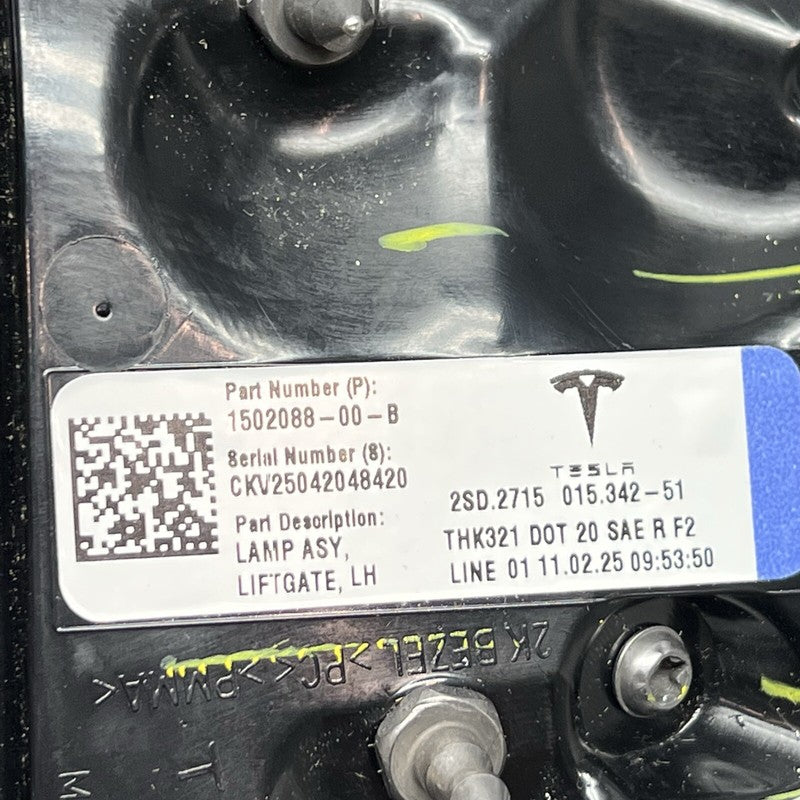 Part Number (P):
1502088-00-B
Serial Number (8):
CKV25042048420
Part Description:
LAMP ASY,
LIFTGATE, LH
TESLA
2SD.2715 015.342-51
THK321 DOT 20 SAE R F2
LINE 01 11.02.25 09:53:50
2K BEZEL >PC< >PMMA<
T
M